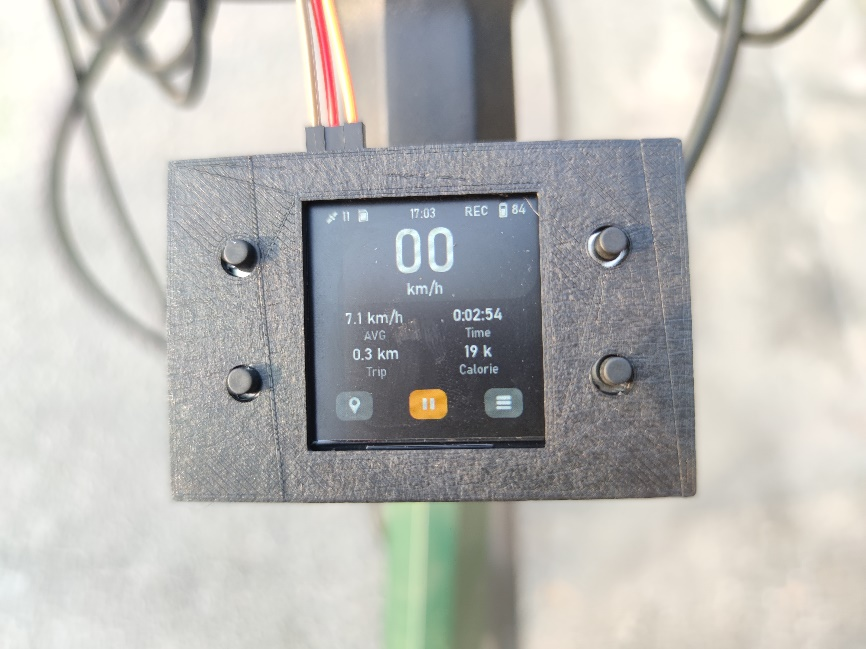 11 17:03 REC 84
00
km/h
7.1 km/h 0:02:54
AVG Time
0.3 km 19 k
Trip Calorie